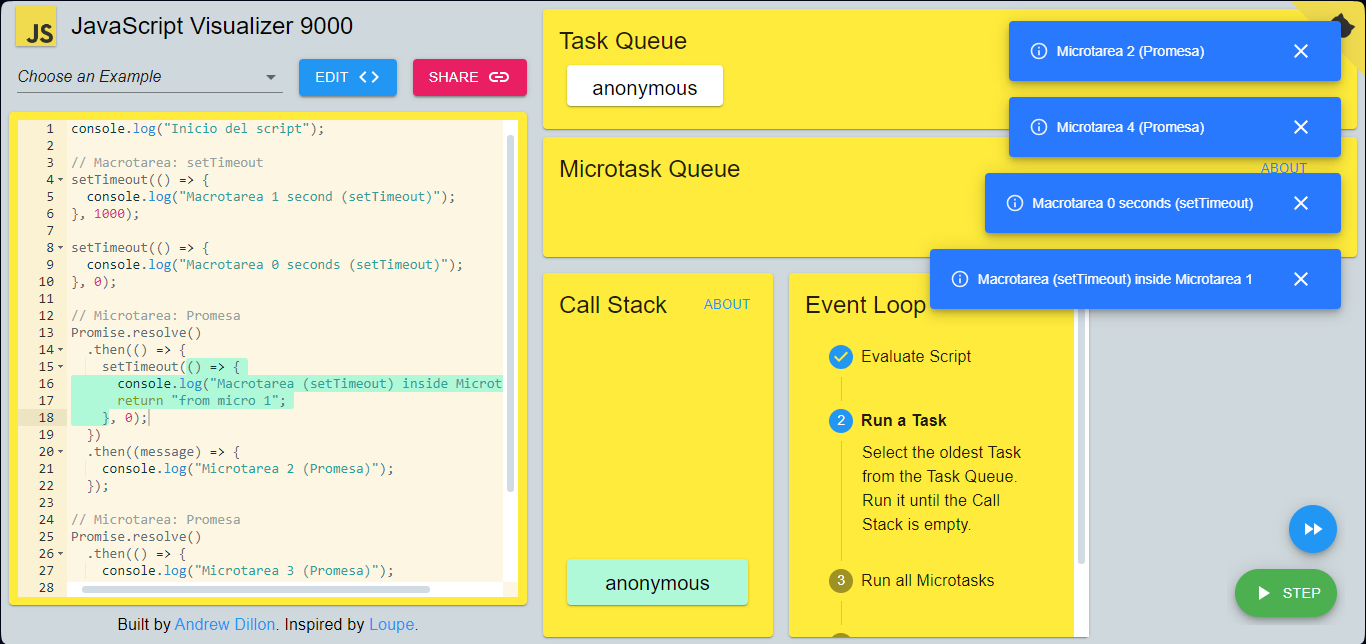 JS
JavaScript Visualizer 9000
Choose an Example
EDIT
SHARE
1 console.log("Inicio del script");
2
3 // Macrotarea: setTimeout
4 setTimeout(() => {
5 console.log("Macrotarea 1 second (setTimeout)");
6 }, 1000);
7
8 setTimeout(() => {
9 console.log("Macrotarea 0 seconds (setTimeout)");
10 }, 0);
11
12 // Microtarea: Promesa
13 Promise.resolve()
14 .then(() => {
15 setTimeout(() => {
16 console.log("Macrotarea (setTimeout) inside Microt
17 return "from micro 1";
18 }, 0);
19 })
20 .then((message) => {
21 console.log("Microtarea 2 (Promesa)");
22 });
23
24 // Microtarea: Promesa
25 Promise.resolve()
26 .then(() => {
27 console.log("Microtarea 3 (Promesa)");
28
Built by Andrew Dillon. Inspired by Loupe.
Task Queue
anonymous
Microtask Queue
ABOUT
Call Stack
ABOUT
anonymous
Event Loop
Evaluate Script
2 Run a Task
Select the oldest Task
from the Task Queue.
Run it until the Call
Stack is empty.
3 Run all Microtasks
Microtarea 2 (Promesa)
Microtarea 4 (Promesa)
Macrotarea 0 seconds (setTimeout)
Macrotarea (setTimeout) inside Microtarea 1
STEP